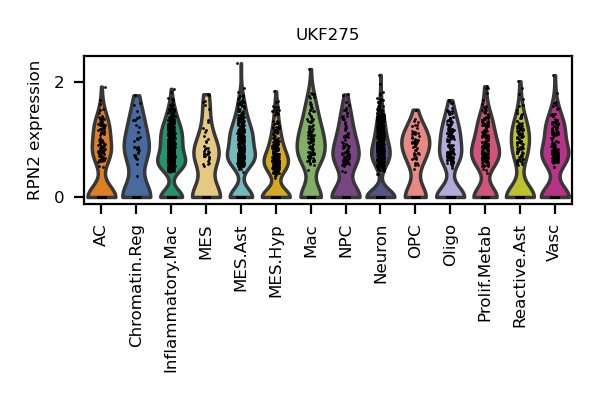 UKF275
RPN2 expression
2
0
AC
Chromatin.Reg
Inflammatory.Mac
MES
MES.Ast
MES.Hyp
Mac
NPC
Neuron
OPC
Oligo
Prolif.Metab
Reactive.Ast
Vasc